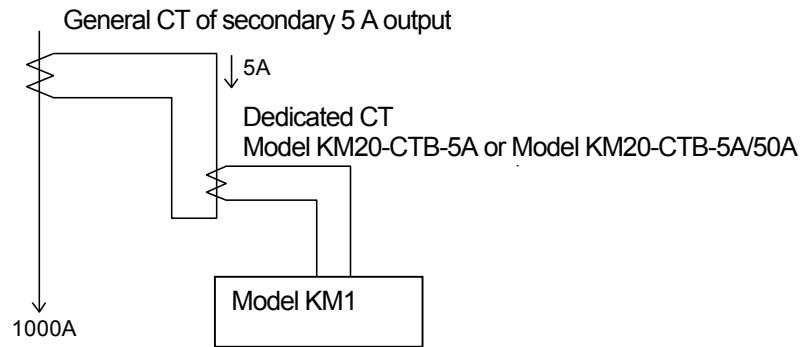 General CT of secondary 5 A output
5A
Dedicated CT
Model KM20-CTB-5A or Model KM20-CTB-5A/50A
Model KM1
1000A